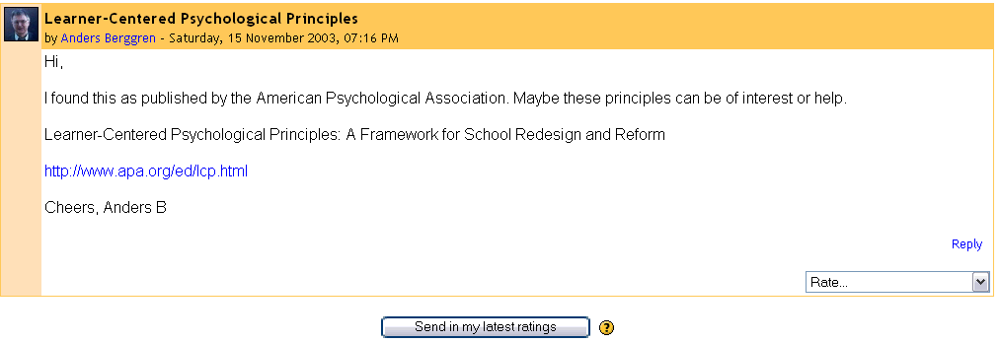 Learner-Centered Psychological Principles
by Anders Berggren - Saturday, 15 November 2003, 07:16 PM
Hi,
I found this as published by the American Psychological Association. Maybe these principles can be of interest or help.
Learner-Centered Psychological Principles: A Framework for School Redesign and Reform
http://www.apa.org/ed/lcp.html
Cheers, Anders B
Reply
Rate...
Send in my latest ratings ?